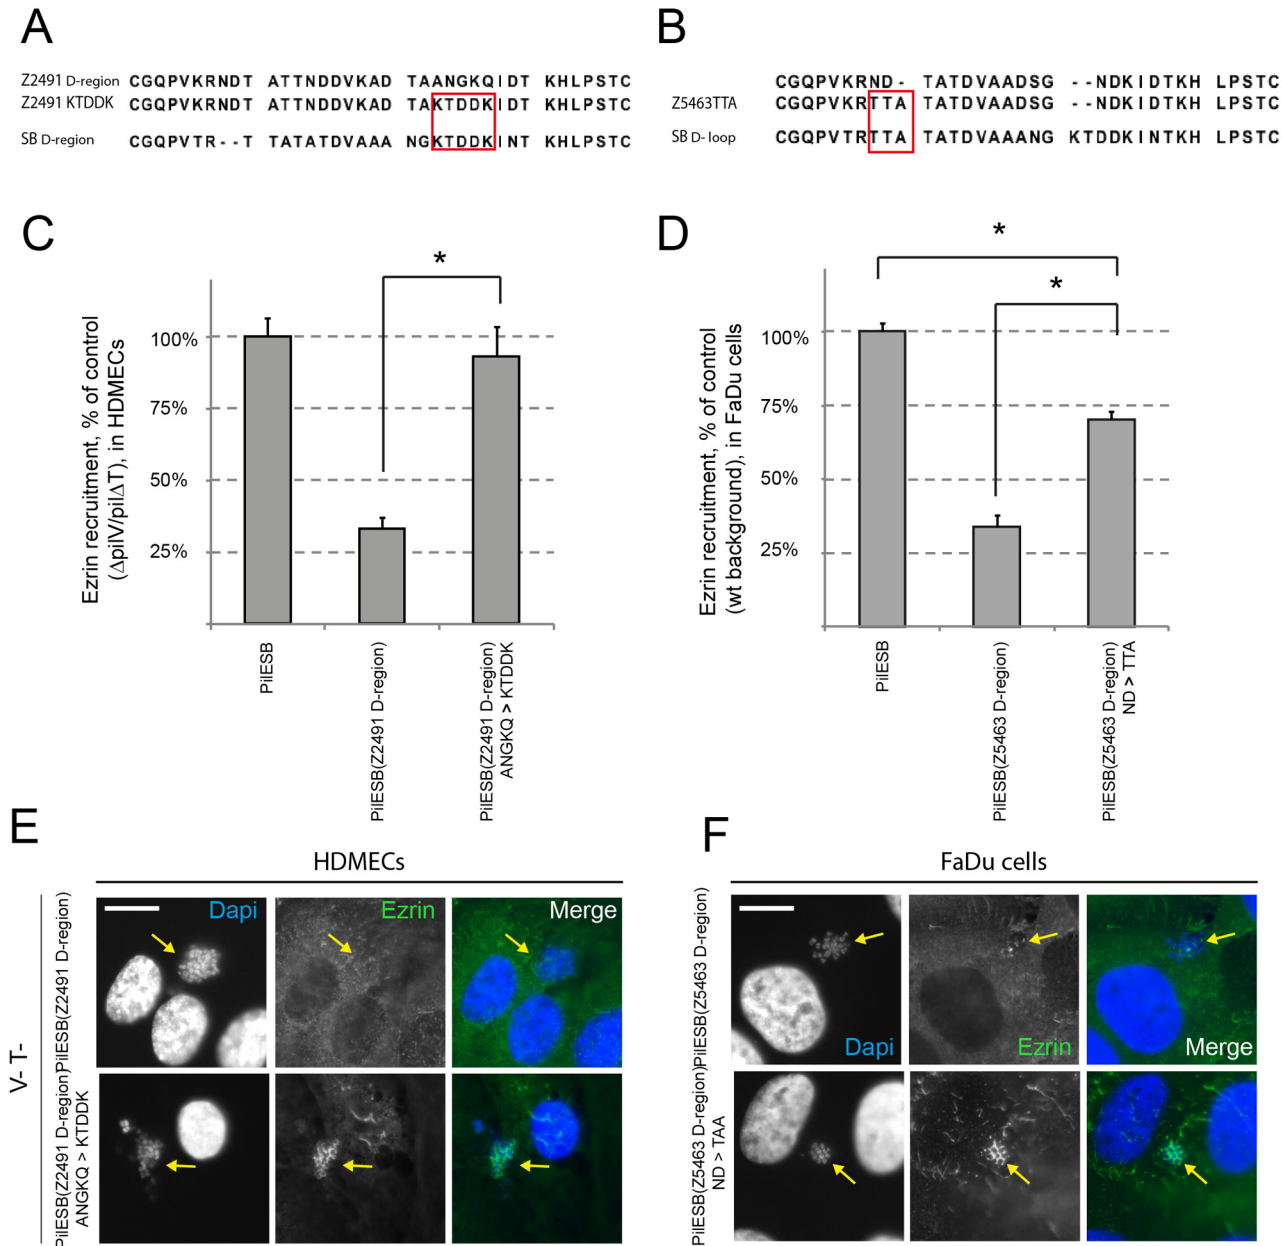 A
Z2491 D-region CGQPVKRNDT ATTNDDVKAD TAANGKQIDT KHLPSTC
Z2491 KTDDK CGQPVKRNDT ATTNDDVKAD TAKTDDKIDT KHLPSTC
SB D-region CGQPVTR--T TATATDVAAA NGKTDDKINT KHLPSTC
B
CGQPVKRND- TATDVAADSG --NDKIDTKH LPSTC
Z5463TTA CGQPVKRTTA TATDVAADSG --NDKIDTKH LPSTC
SB D-loop CGQPVTRTTA TATDVAAANG KTDDKINTKH LPSTC
C
Ezrin recruitment, % of control
(ΔpilV/pilΔT), in HDMECs
100%
75%
50%
25%
*
PilESB
PilESB(Z2491 D-region)
PilESB(Z2491 D-region)
ANGKQ > KTDDK
D
Ezrin recruitment, % of control
(wt background), in FaDu cells
100%
75%
50%
25%
*
*
PilESB
PilESB(Z5463 D-region)
PilESB(Z5463 D-region)
ND > TTA
E
HDMECs
V- T-
PilESB(Z2491 D-region)
Dapi
Ezrin
Merge
PilESB(Z2491 D-region)
ANGKQ > KTDDK
F
FaDu cells
PilESB(Z5463 D-region)
Dapi
Ezrin
Merge
PilESB(Z5463 D-region)
ND > TAA